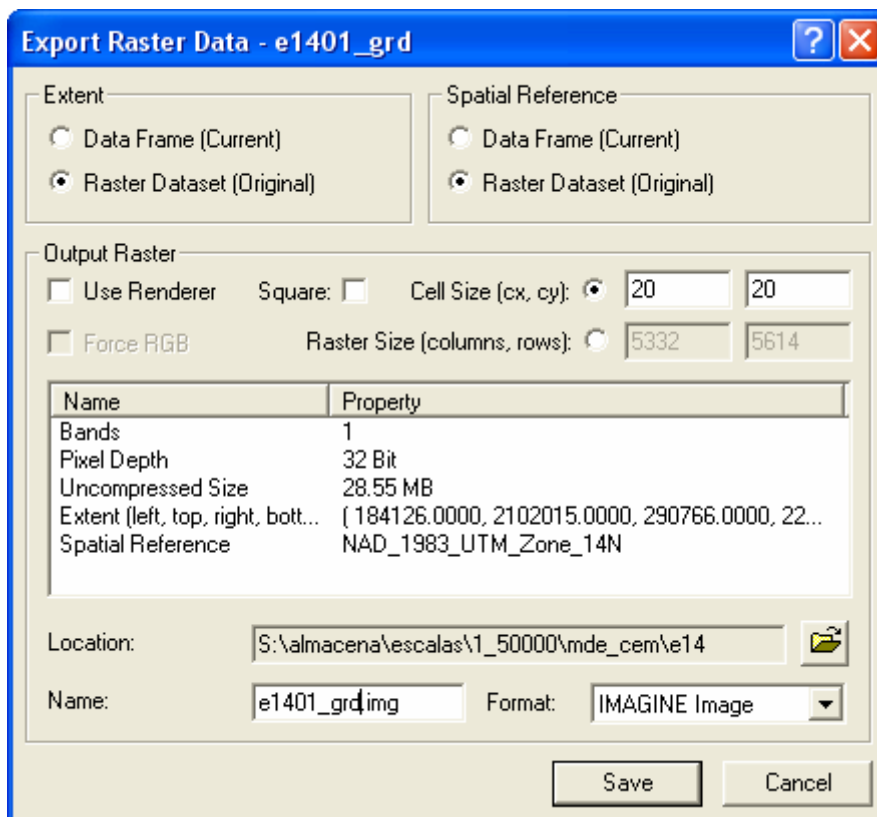 Export Raster Data - e1401_grd
Extent
Data Frame (Current)
Raster Dataset (Original)
Spatial Reference
Data Frame (Current)
Raster Dataset (Original)
Output Raster
Use Renderer Square: Cell Size (cx, cy): 20 20
Force RGB Raster Size (columns, rows): 5332 5614
Name Property
Bands 1
Pixel Depth 32 Bit
Uncompressed Size 28.55 MB
Extent (left, top, right, bott... ( 184126.0000, 2102015.0000, 290766.0000, 22...
Spatial Reference NAD_1983_UTM_Zone_14N
Location: S:\almacena\escalas\1_50000\mde_cem\e14
Name: e1401_grd.img Format: IMAGINE Image
Save Cancel